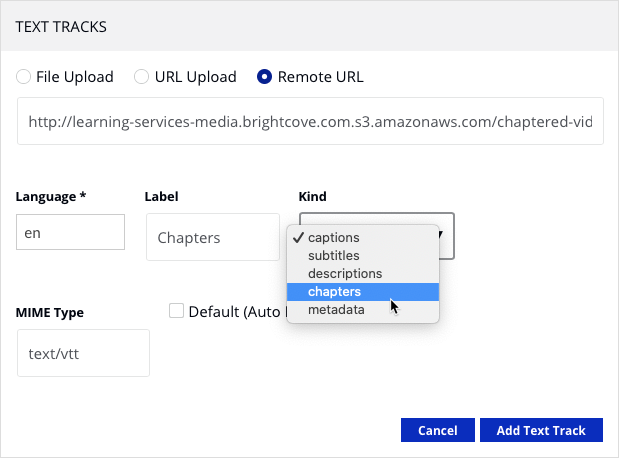 TEXT TRACKS
File Upload URL Upload Remote URL
http://learning-services-media.brightcove.com.s3.amazonaws.com/chaptered-vid
Language * Label Kind
en
Chapters
✓ captions
subtitles
descriptions
chapters
metadata
MIME Type
Default (Auto
text/vtt
Cancel Add Text Track